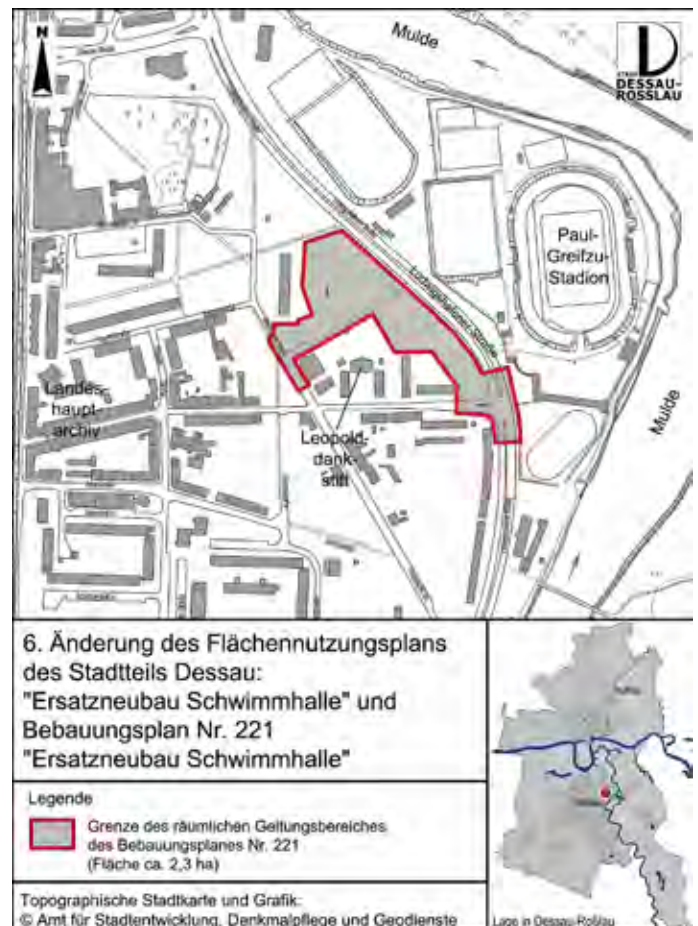 N
Mulde
STADT
DESSAU-
ROSSLAU
Paul-
Greifzu-
Stadion
Ludwigshafener Straße
Landes-
haupt-
archiv
Leopold-
dank-
stift
Mulde
6. Änderung des Flächennutzungsplans
des Stadtteils Dessau:
"Ersatzneubau Schwimmhalle" und
Bebauungsplan Nr. 221
"Ersatzneubau Schwimmhalle"
Legende
Grenze des räumlichen Geltungsbereiches
des Bebauungsplanes Nr. 221
(Fläche ca. 2,3 ha)
Topographische Stadtkarte und Grafik:
© Amt für Stadtentwicklung, Denkmalpflege und Geodienste
Lage in Dessau-Roßlau